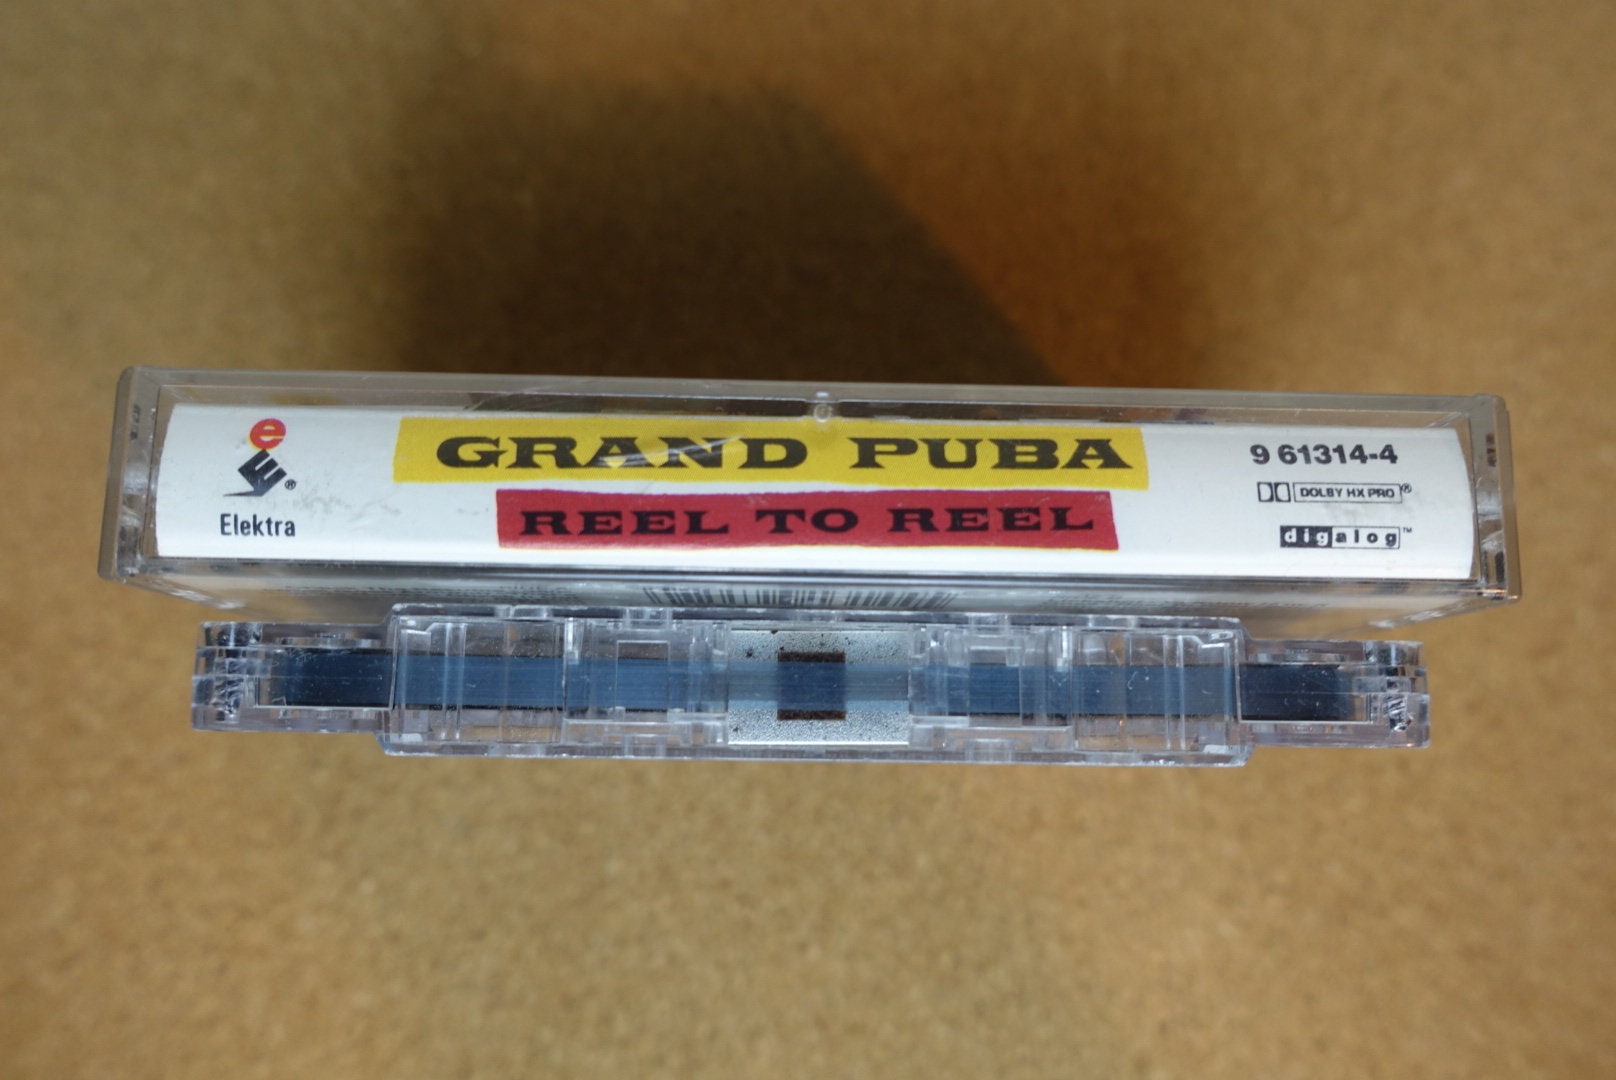 e
E®
Elektra
GRAND PUBA
REEL TO REEL
9 61314-4
DOLBY HX PRO®
digalog™